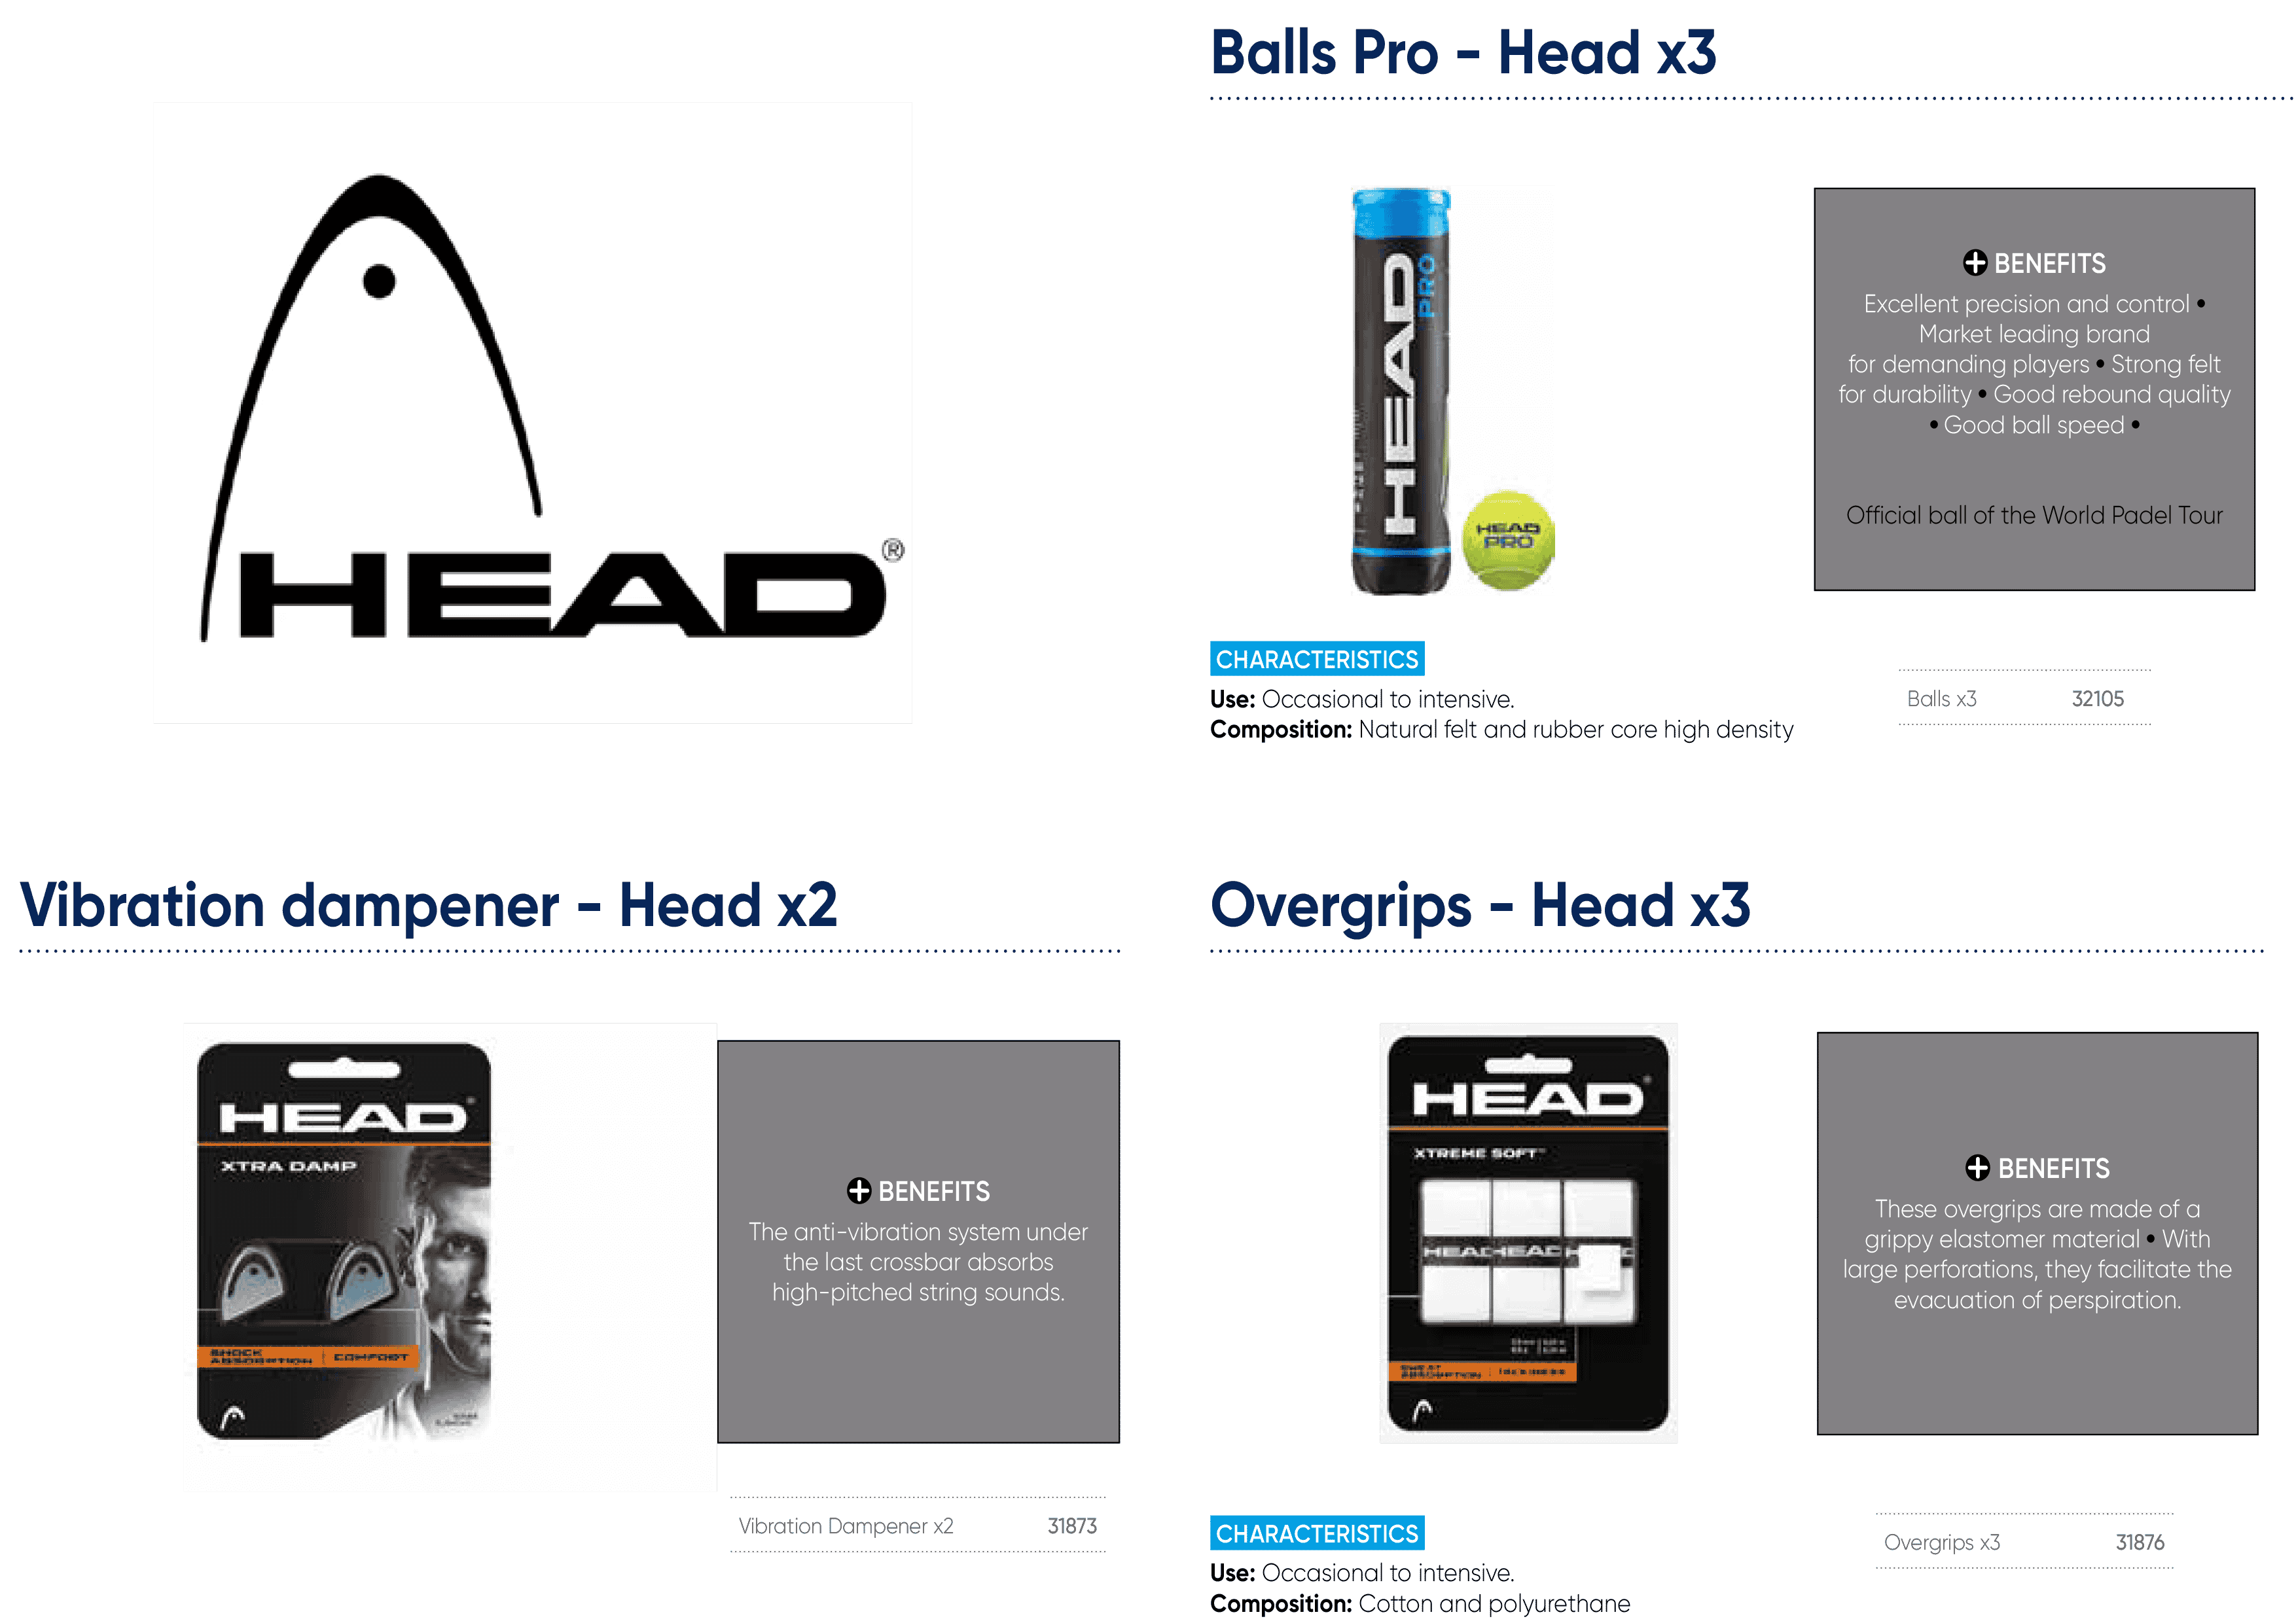 HEAD®
Balls Pro - Head x3
HEAD
PRO
HEAD
PRO
BENEFITS
Excellent precision and control •
Market leading brand
for demanding players • Strong felt
for durability • Good rebound quality
• Good ball speed •
Official ball of the World Padel Tour
CHARACTERISTICS
Use: Occasional to intensive.
Composition: Natural felt and rubber core high density
Balls x3 32105
Vibration dampener - Head x2
HEAD
XTRA DAMP
SHOCK
ABSORPTION | COMFORT
BENEFITS
The anti-vibration system under
the last crossbar absorbs
high-pitched string sounds.
Vibration Dampener x2 31873
Overgrips - Head x3
HEAD
XTREME SOFT™
HEAD HEAD
ABSORPTION
BENEFITS
These overgrips are made of a
grippy elastomer material • With
large perforations, they facilitate the
evacuation of perspiration.
CHARACTERISTICS
Use: Occasional to intensive.
Composition: Cotton and polyurethane
Overgrips x3 31876